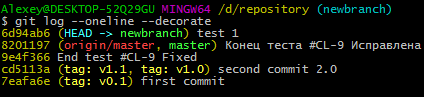 Alexey@DESKTOP-52Q29GU MINGW64 /d/repository (newbranch)
$ git log --oneline --decorate
6d94ab6 (HEAD -> newbranch) test 1
8201197 (origin/master, master) Конец теста #CL-9 Исправлена
9e4f366 End test #CL-9 Fixed
cd5113a (tag: v1.1, tag: v1.0) second commit 2.0
7eafa6e (tag: v0.1) first commit